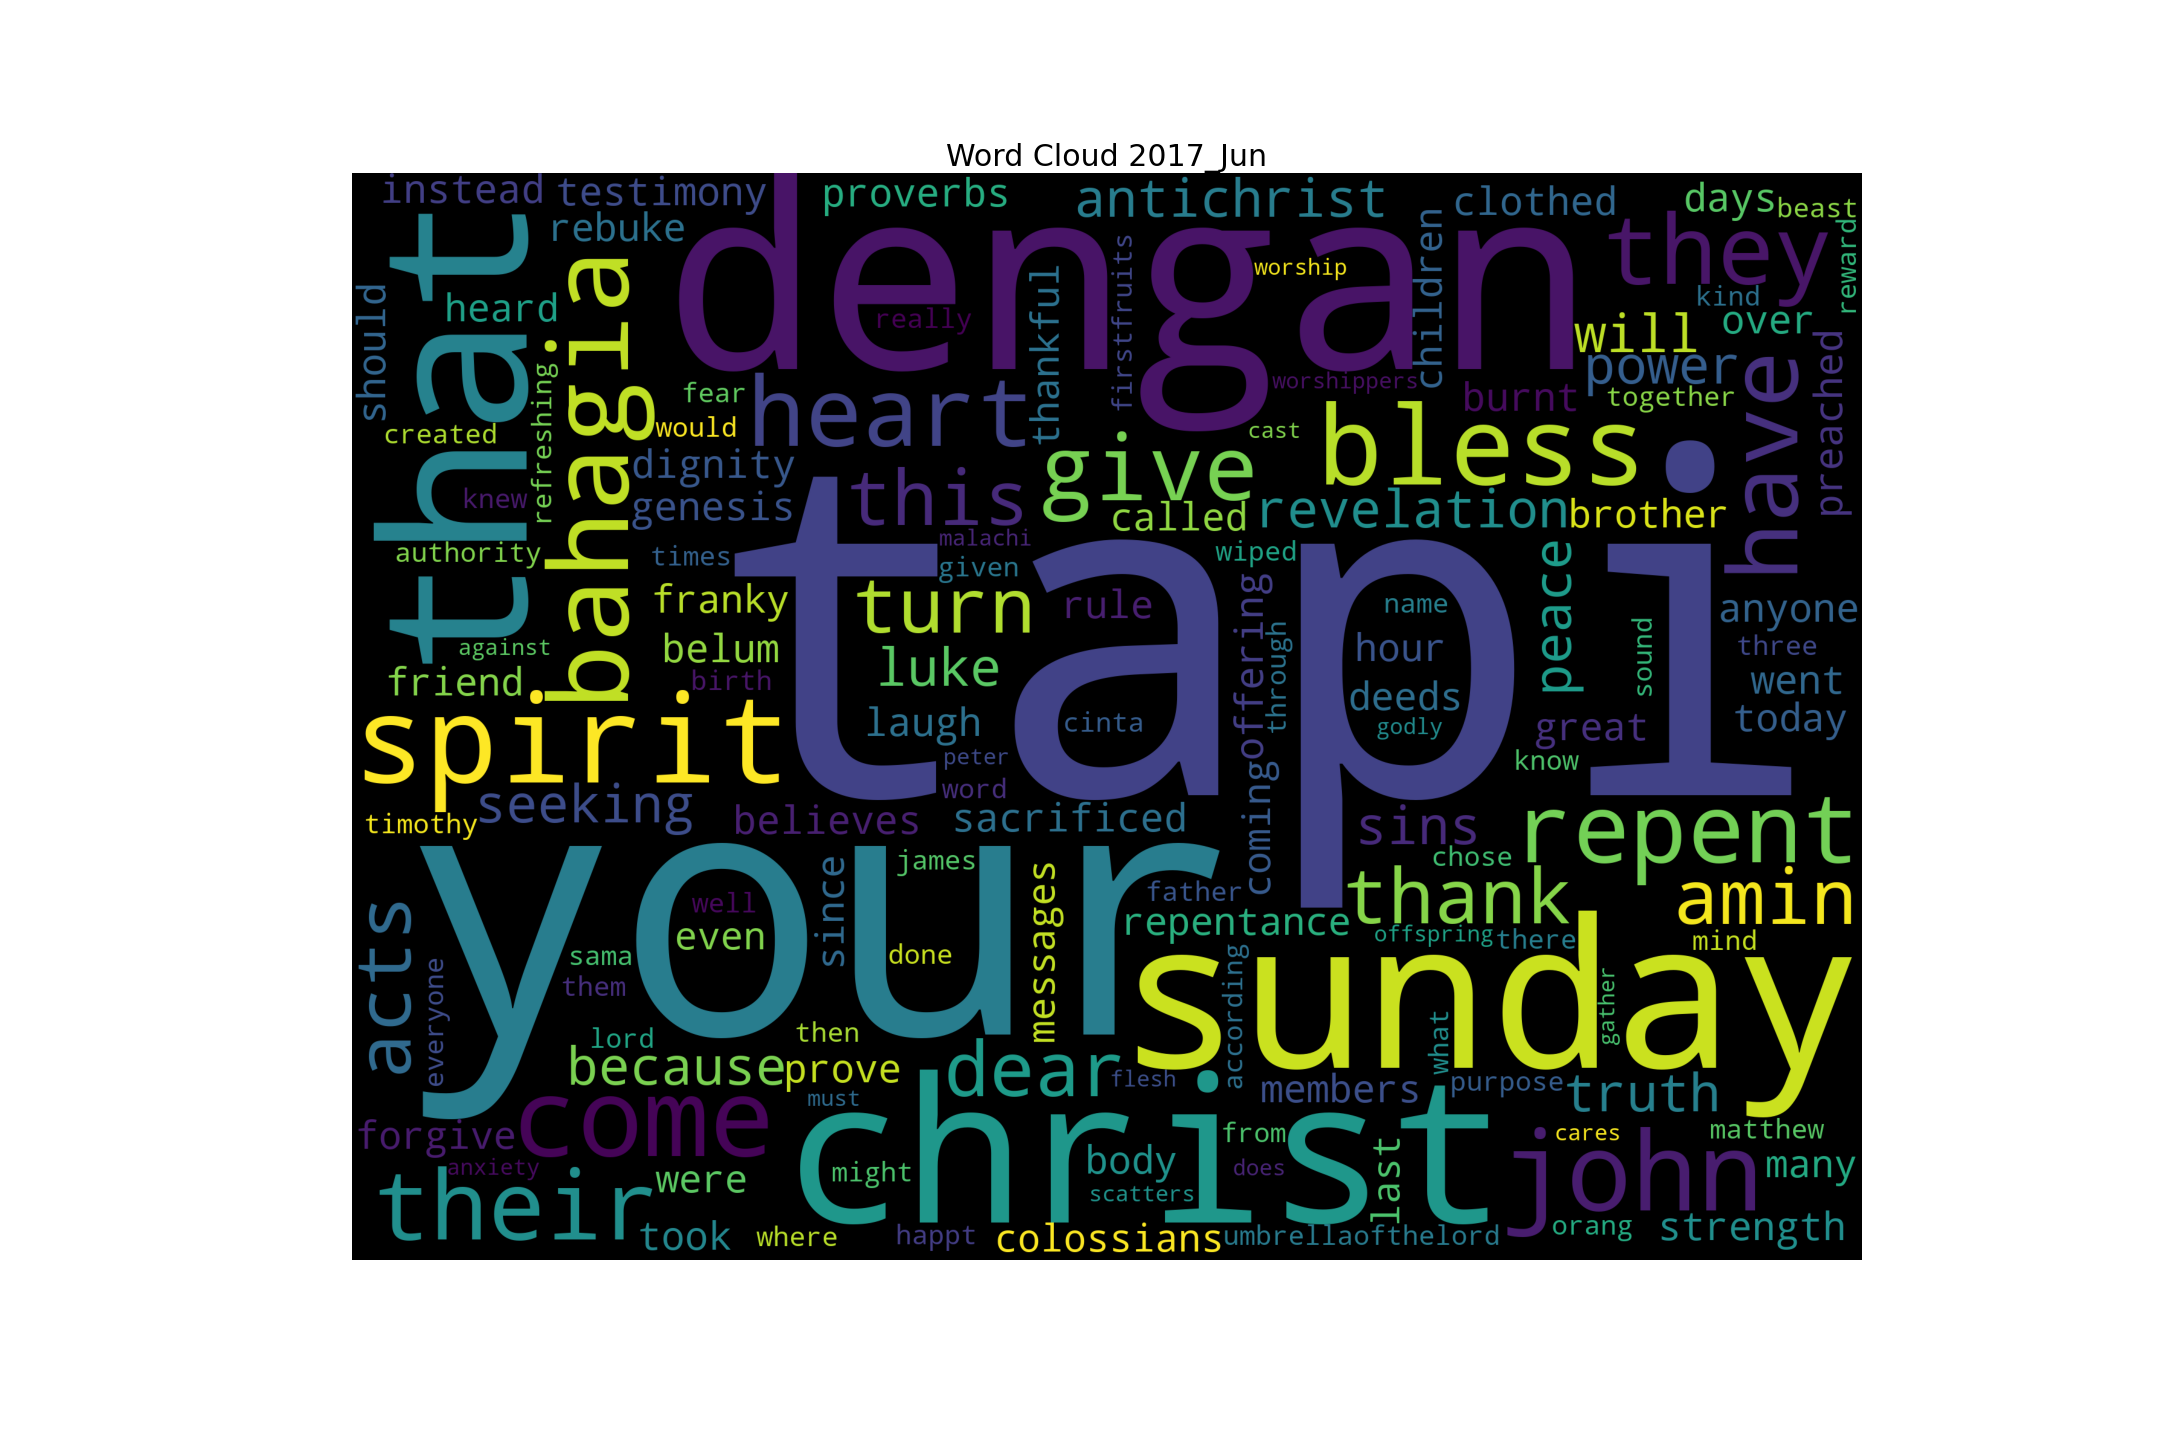 Word Cloud 2017_Jun
instead testimony proverbs antichrist clothed days beast
rebuke dengan they
that bahagia heard should really worship firstfruits thankful children kind reward
will over power preached
created refreshing fear would heart worshippers burnt together have
knew dignity genesis this give cast bless
called revelation brother
authority times malachi given wiped tapi peace anyone
franky turn rule offering through name sound three
against belum luke hour went
friend birth deeds today
spirit laugh cinta godly great
peter know
seeking word coming
timothy believes sacrificed sins repent
your since james messages chose thank amin
acts well father
even repentance offspring there mind
everyone sama them done according sunday gather
lord then what
because prove dear flesh members purpose truth
come must christ
forgive from cares john matthew
anxiety might body does last many
their were scatters
took where happt colossians umbrellaofthelord orang strength